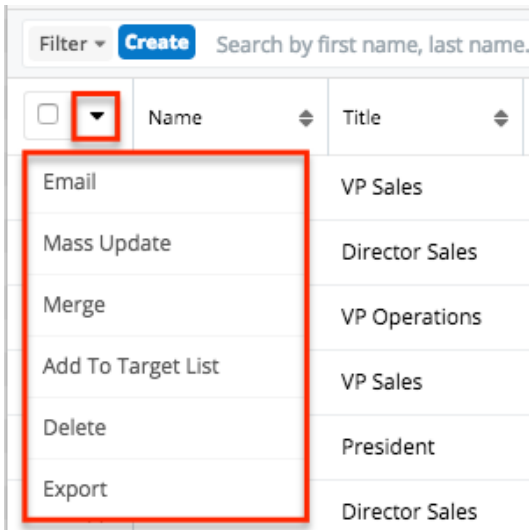 Filter Create Search by first name, last name.
Name Title
Email VP Sales
Mass Update Director Sales
Merge VP Operations
Add To Target List VP Sales
Delete President
Export Director Sales